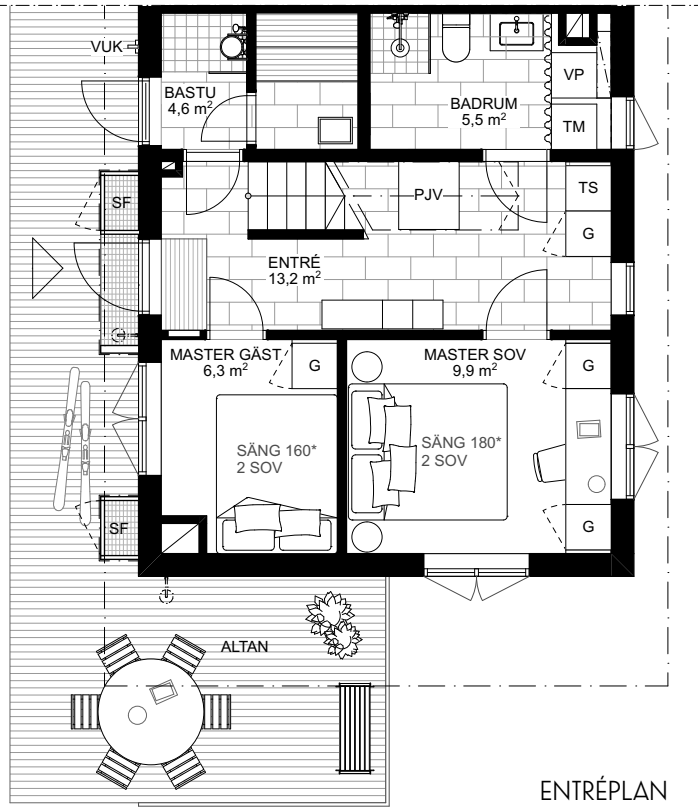 VUK
BASTU
4,6 m²
BADRUM
5,5 m²
VP
TM
SF
PJV
TS
G
ENTRÉ
13,2 m²
MASTER GÄST
6,3 m²
G
MASTER SOV
9,9 m²
G
SÄNG 160*
2 SOV
SÄNG 180*
2 SOV
SF
G
ALTAN
ENTRÉPLAN